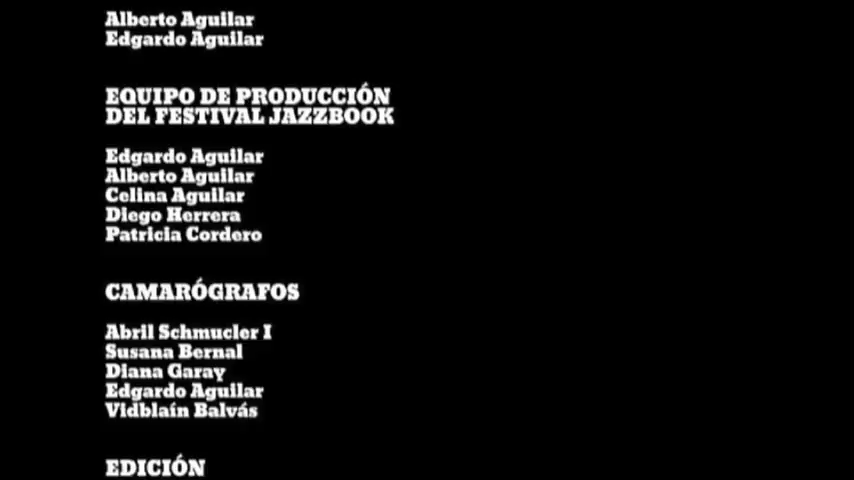 Alberto Aguilar
Edgardo Aguilar
EQUIPO DE PRODUCCIÓN
DEL FESTIVAL JAZZBOOK
Edgardo Aguilar
Alberto Aguilar
Celina Aguilar
Diego Herrera
Patricia Cordero
CAMARÓGRAFOS
Abril Schmucler I
Susana Bernal
Diana Garay
Edgardo Aguilar
Vidblaín Balvás
EDICIÓN